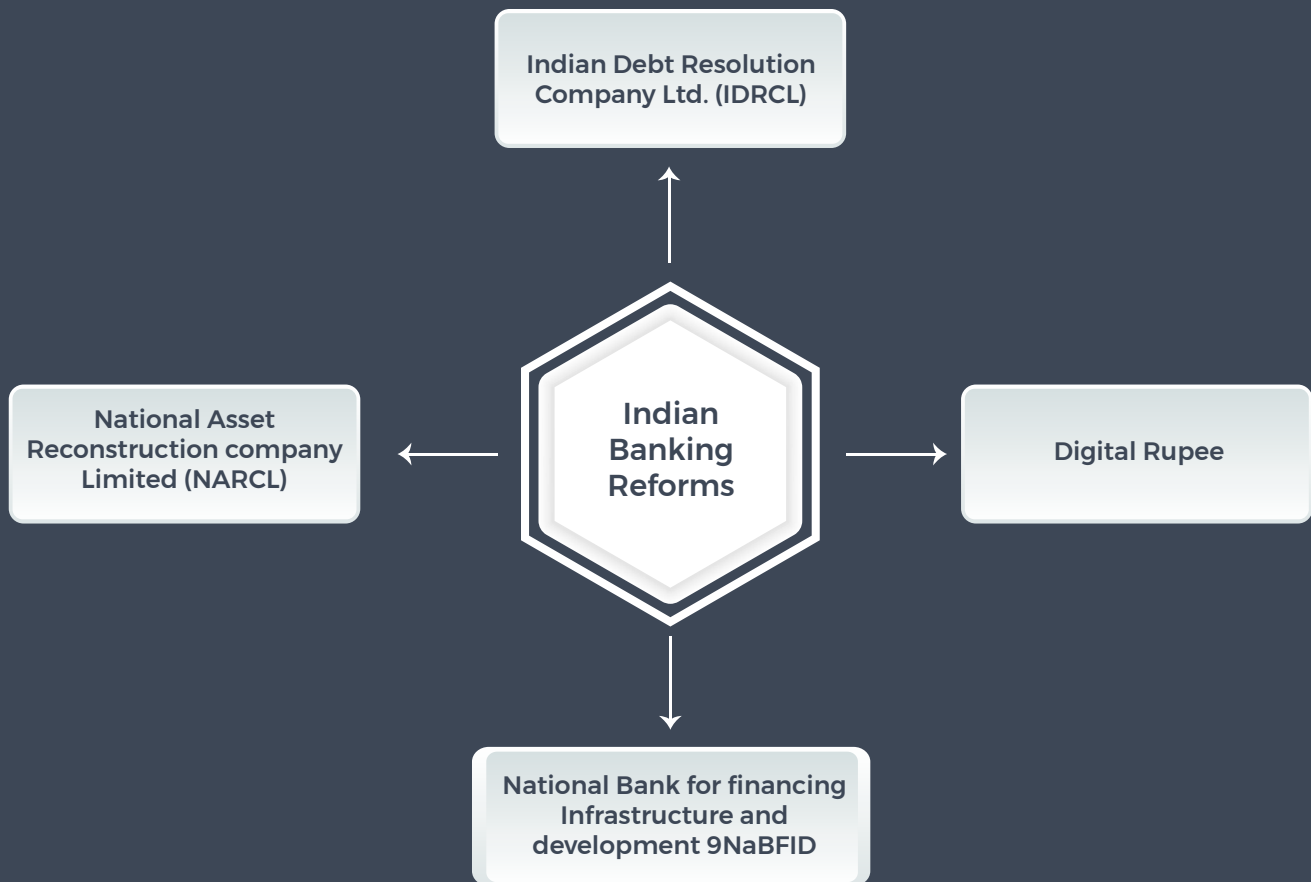 Indian Debt Resolution
Company Ltd. (IDRCL)
National Asset
Reconstruction company
Limited (NARCL)
Indian
Banking
Reforms
Digital Rupee
National Bank for financing
Infrastructure and
development 9NaBFID